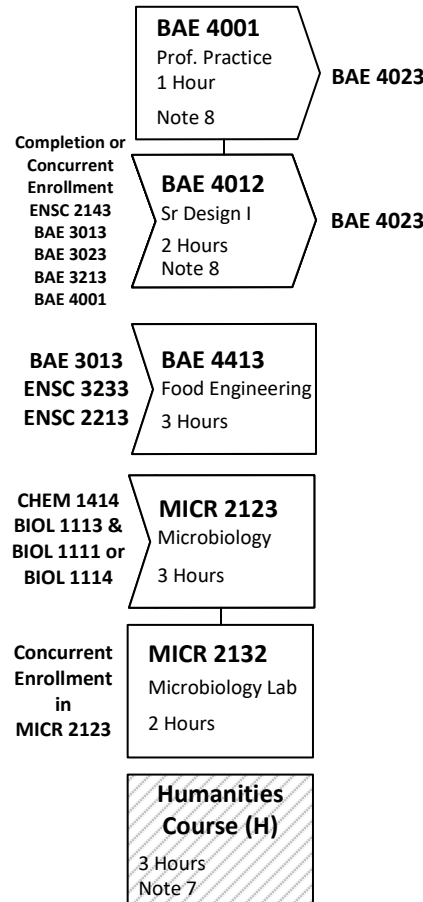 BAE 4001
Prof. Practice
1 Hour
Note 8
BAE 4023
Completion or
Concurrent
Enrollment
ENSC 2143
BAE 3013
BAE 3023
BAE 3213
BAE 4001
BAE 4012
Sr Design I
2 Hours
Note 8
BAE 4023
BAE 3013
ENSC 3233
ENSC 2213
BAE 4413
Food Engineering
3 Hours
CHEM 1414
BIOL 1113 &
BIOL 1111 or
BIOL 1114
MICR 2123
Microbiology
3 Hours
Concurrent
Enrollment
in
MICR 2123
MICR 2132
Microbiology Lab
2 Hours
Humanities
Course (H)
3 Hours
Note 7